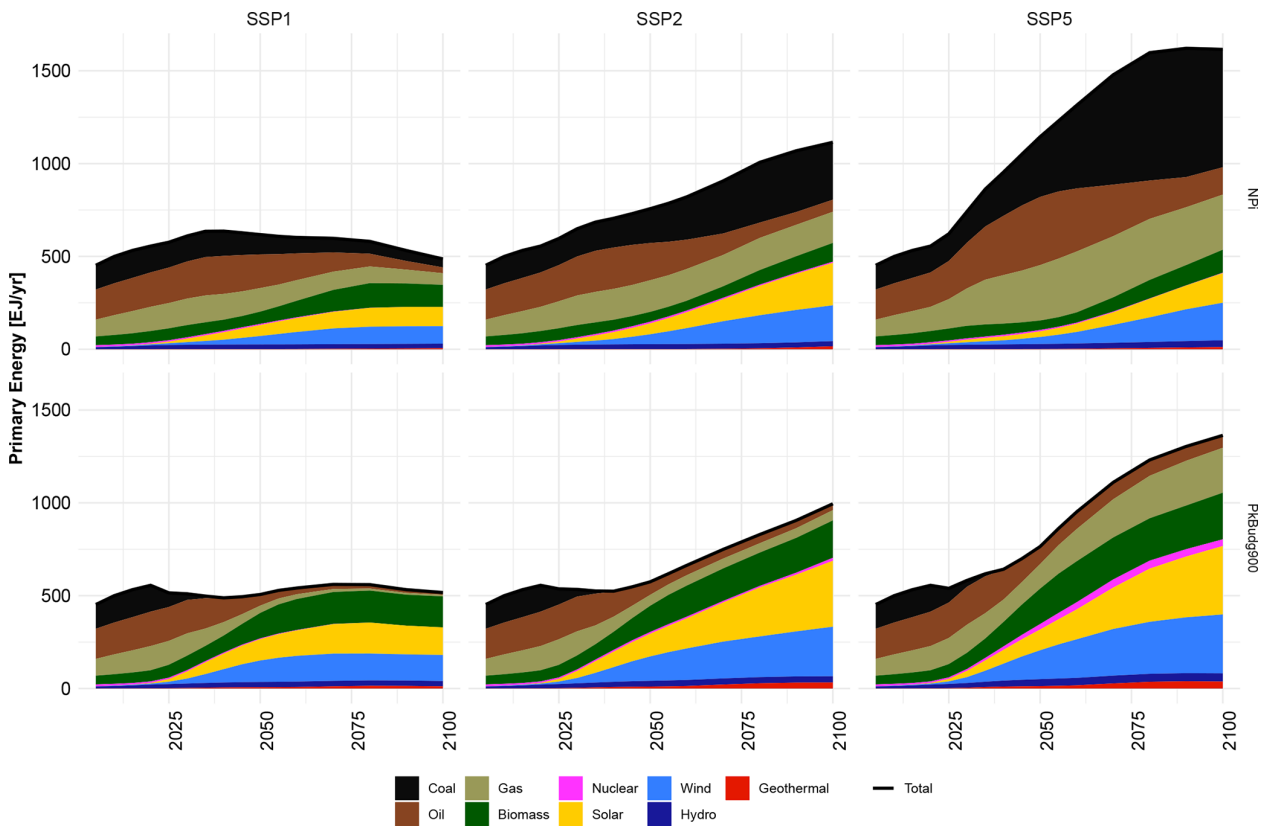 SSP1 SSP2 SSP5
Primary Energy [EJ/yr]
1500
1000
500
0
NPi
1500
1000
500
0
PkBudg600
2025 2050 2075 2100 2025 2050 2075 2100 2025 2050 2075 2100
Coal Gas Nuclear Wind Geothermal Total
Oil Biomass Solar Hydro